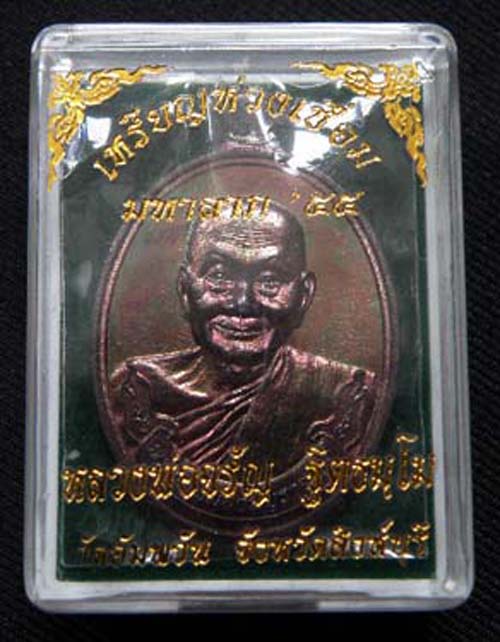 เหรียญห่วงเชื่อม
มหาลาภ '๕๕
หลวงพ่อจรัญ ฐิตธมฺโม
วัดอัมพวัน จังหวัดสิงห์บุรี